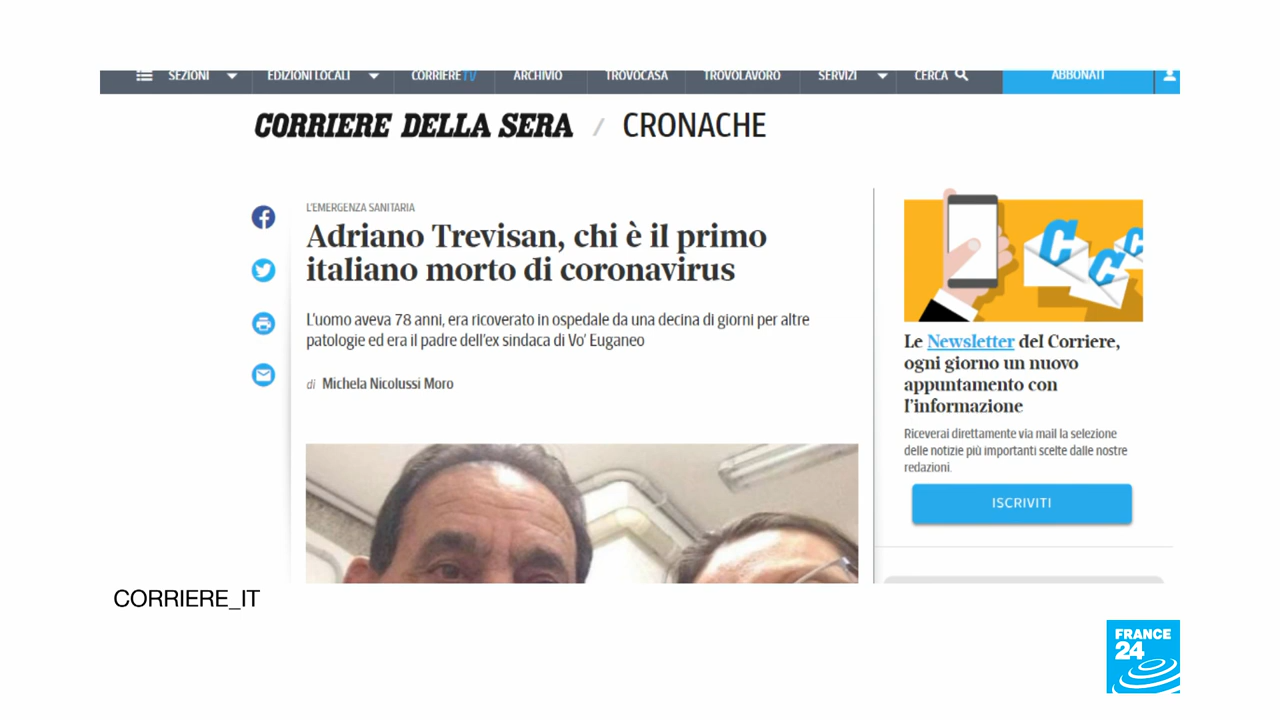 SEZIONI
EDIZIONI LOCALI
CORRIERE TV
ARCHIVIO
TROVOCASA
TROVOLAVORO
SERVIZI
CERCA
ABBONATI
CORRIERE DELLA SERA / CRONACHE
L'EMERGENZA SANITARIA
Adriano Trevisan, chi è il primo
italiano morto di coronavirus
L'uomo aveva 78 anni, era ricoverato in ospedale da una decina di giorni per altre
patologie ed era il padre dell'ex sindaca di Vo' Euganeo
di Michela Nicolussi Moro
Le Newsletter del Corriere,
ogni giorno un nuovo
appuntamento con
l'informazione
Riceverai direttamente via mail la selezione
delle notizie più importanti scelte dalle nostre
redazioni.
ISCRIVITI
CORRIERE_IT
FRANCE
24